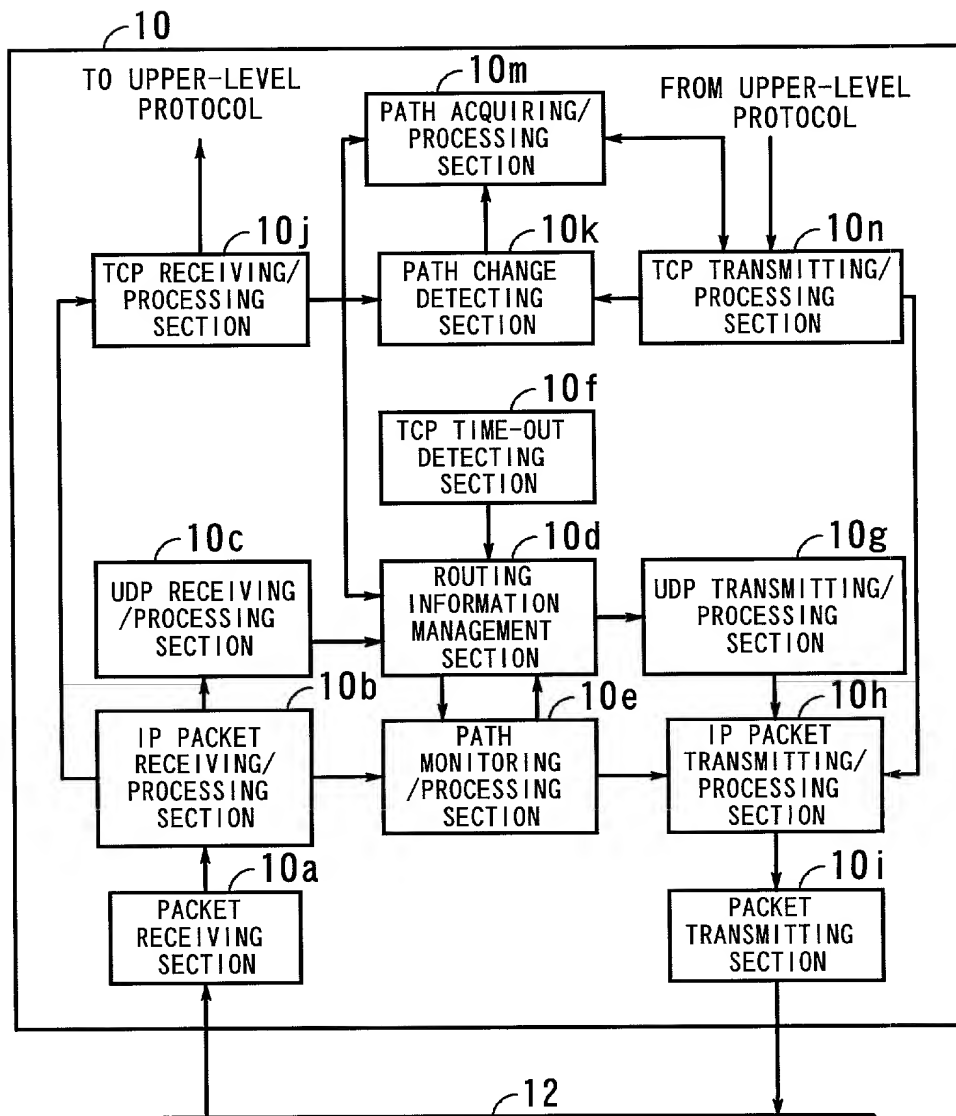 10
TO UPPER-LEVEL
PROTOCOL
10m
PATH ACQUIRING/
PROCESSING
SECTION
FROM UPPER-LEVEL
PROTOCOL
10j
TCP RECEIVING/
PROCESSING
SECTION
10k
PATH CHANGE
DETECTING
SECTION
10n
TCP TRANSMITTING/
PROCESSING
SECTION
10f
TCP TIME-OUT
DETECTING
SECTION
10c
UDP RECEIVING
/PROCESSING
SECTION
10d
ROUTING
INFORMATION
MANAGEMENT
SECTION
10g
UDP TRANSMITTING/
PROCESSING
SECTION
10b
IP PACKET
RECEIVING/
PROCESSING
SECTION
10e
PATH
MONITORING
/PROCESSING
SECTION
10h
IP PACKET
TRANSMITTING/
PROCESSING
SECTION
10a
PACKET
RECEIVING
SECTION
10i
PACKET
TRANSMITTING
SECTION
12